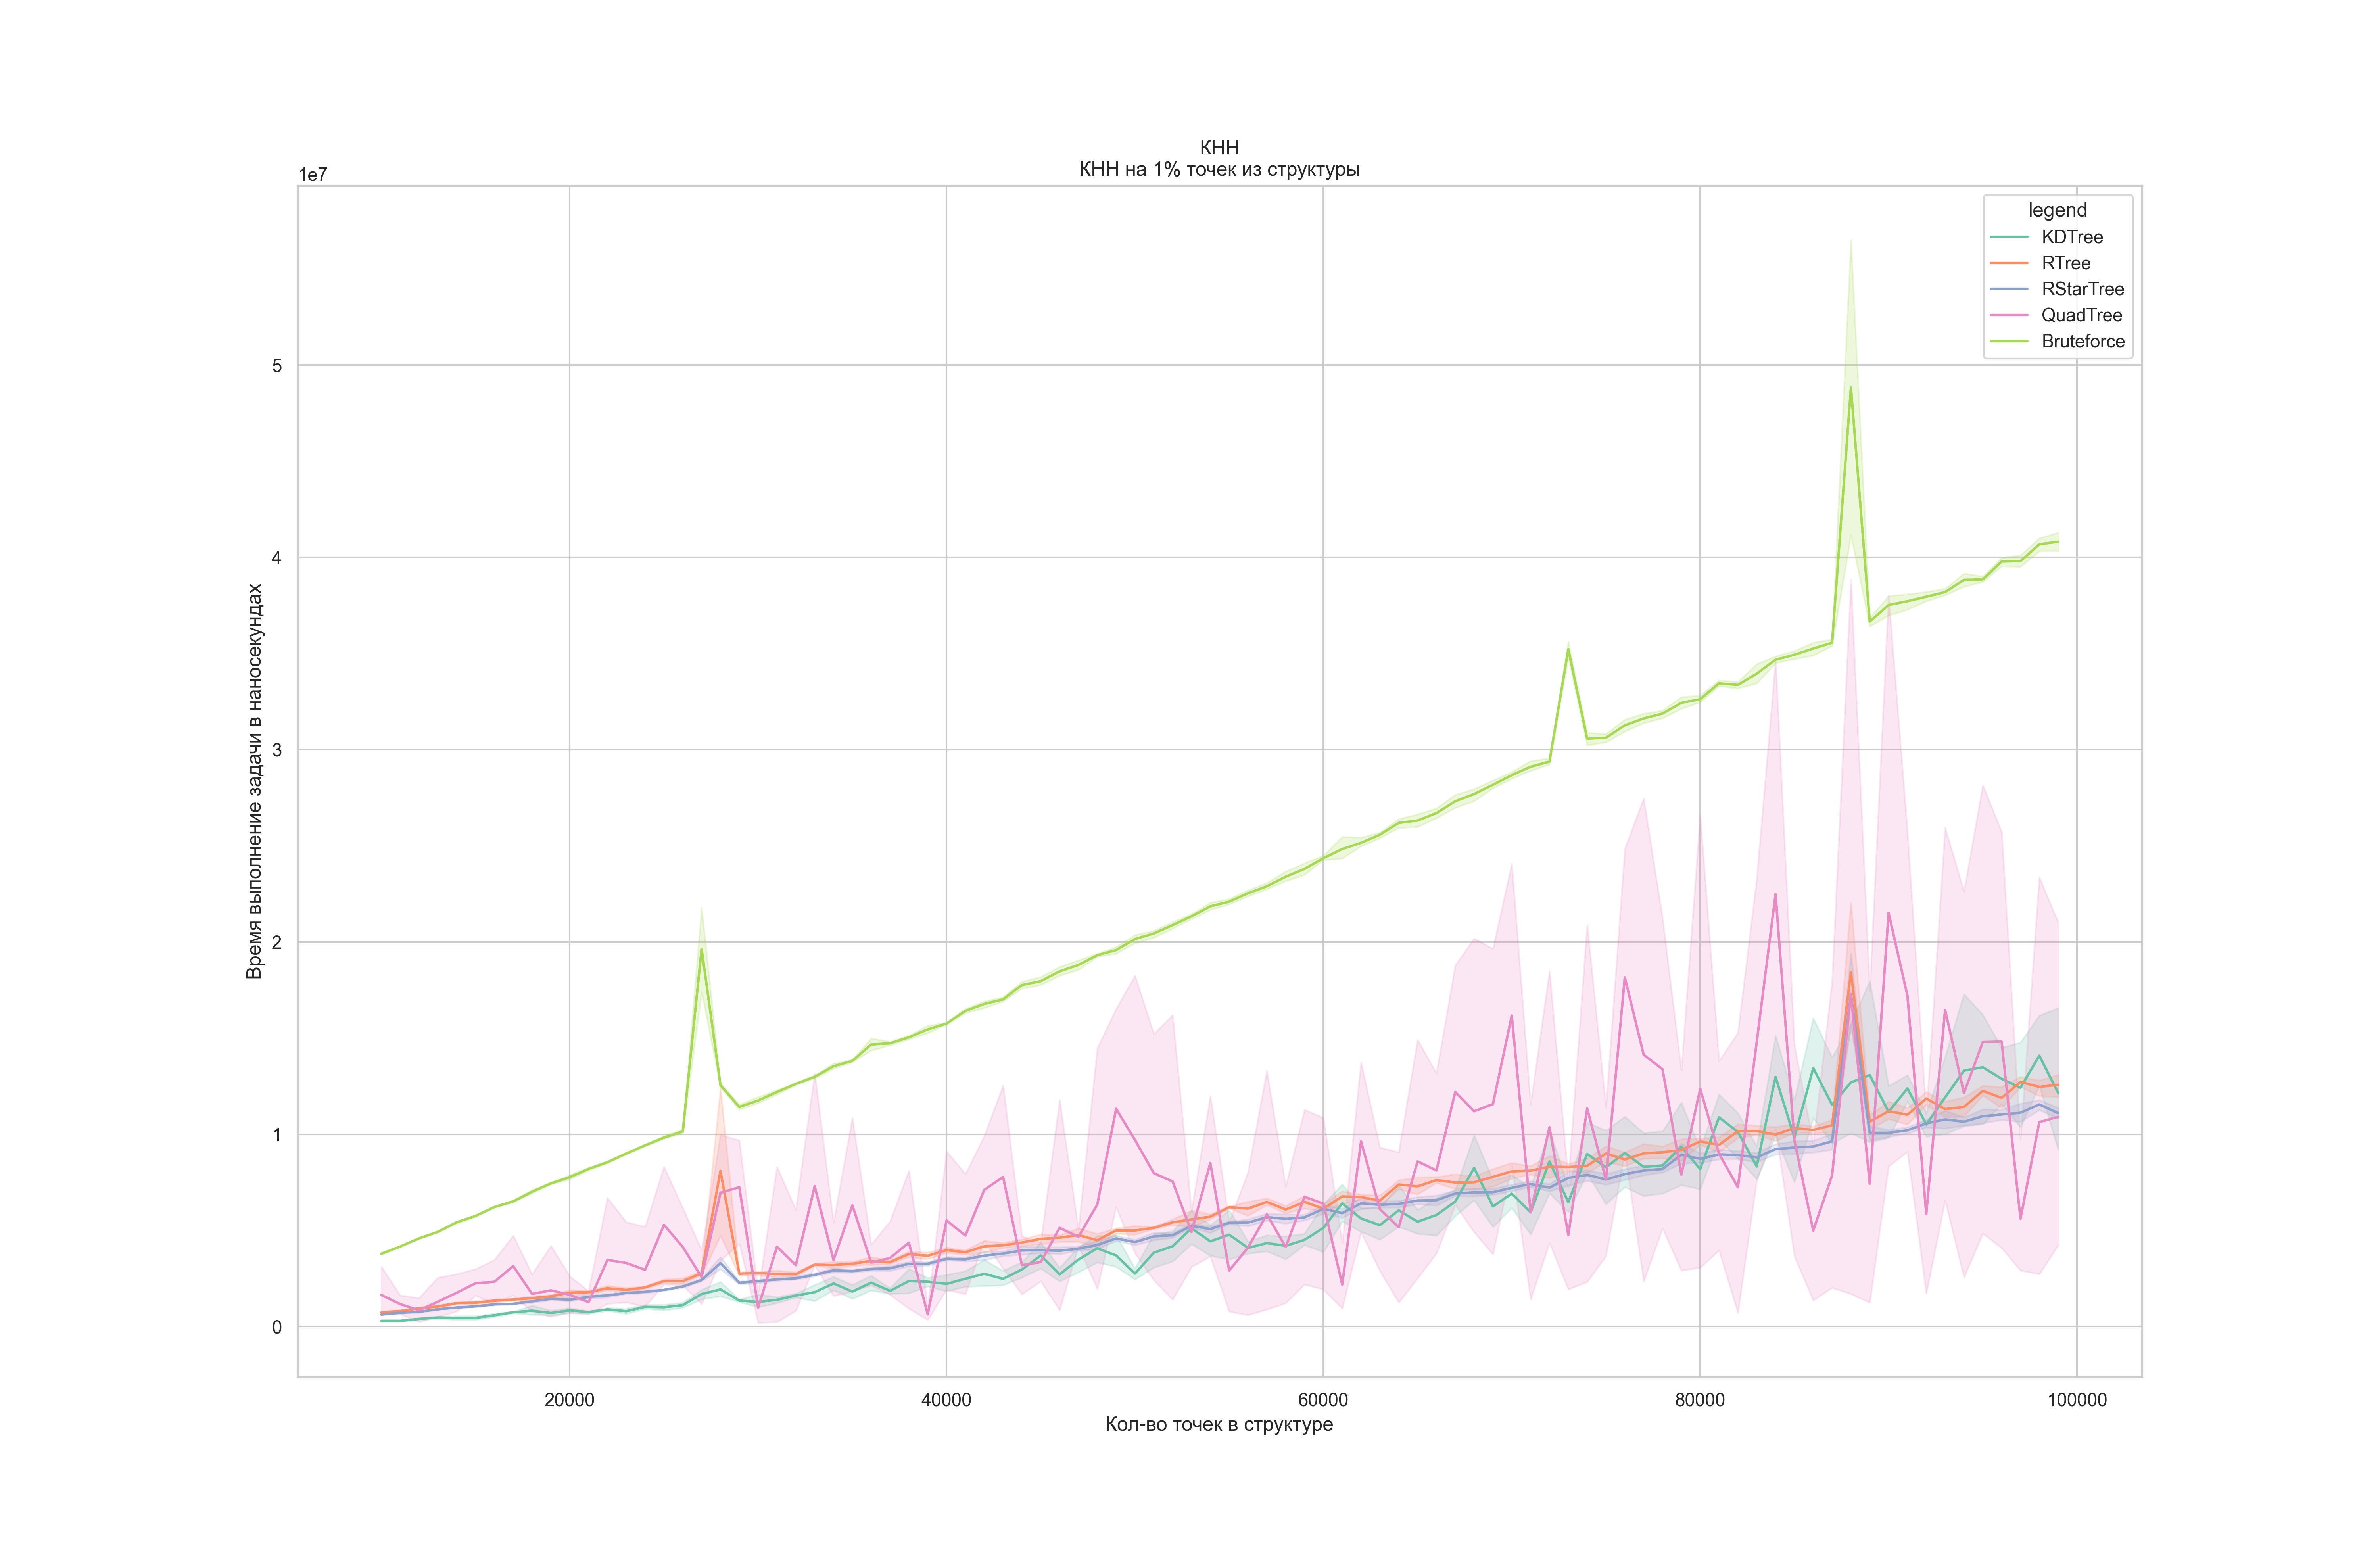 КНН
КНН на 1% точек из структуры
1e7
legend
KDTree
RTree
RStarTree
QuadTree
Bruteforce
5
4
3
2
1
0
Время выполнение задачи в наносекундах
20000
40000
60000
80000
100000
Кол-во точек в структуре